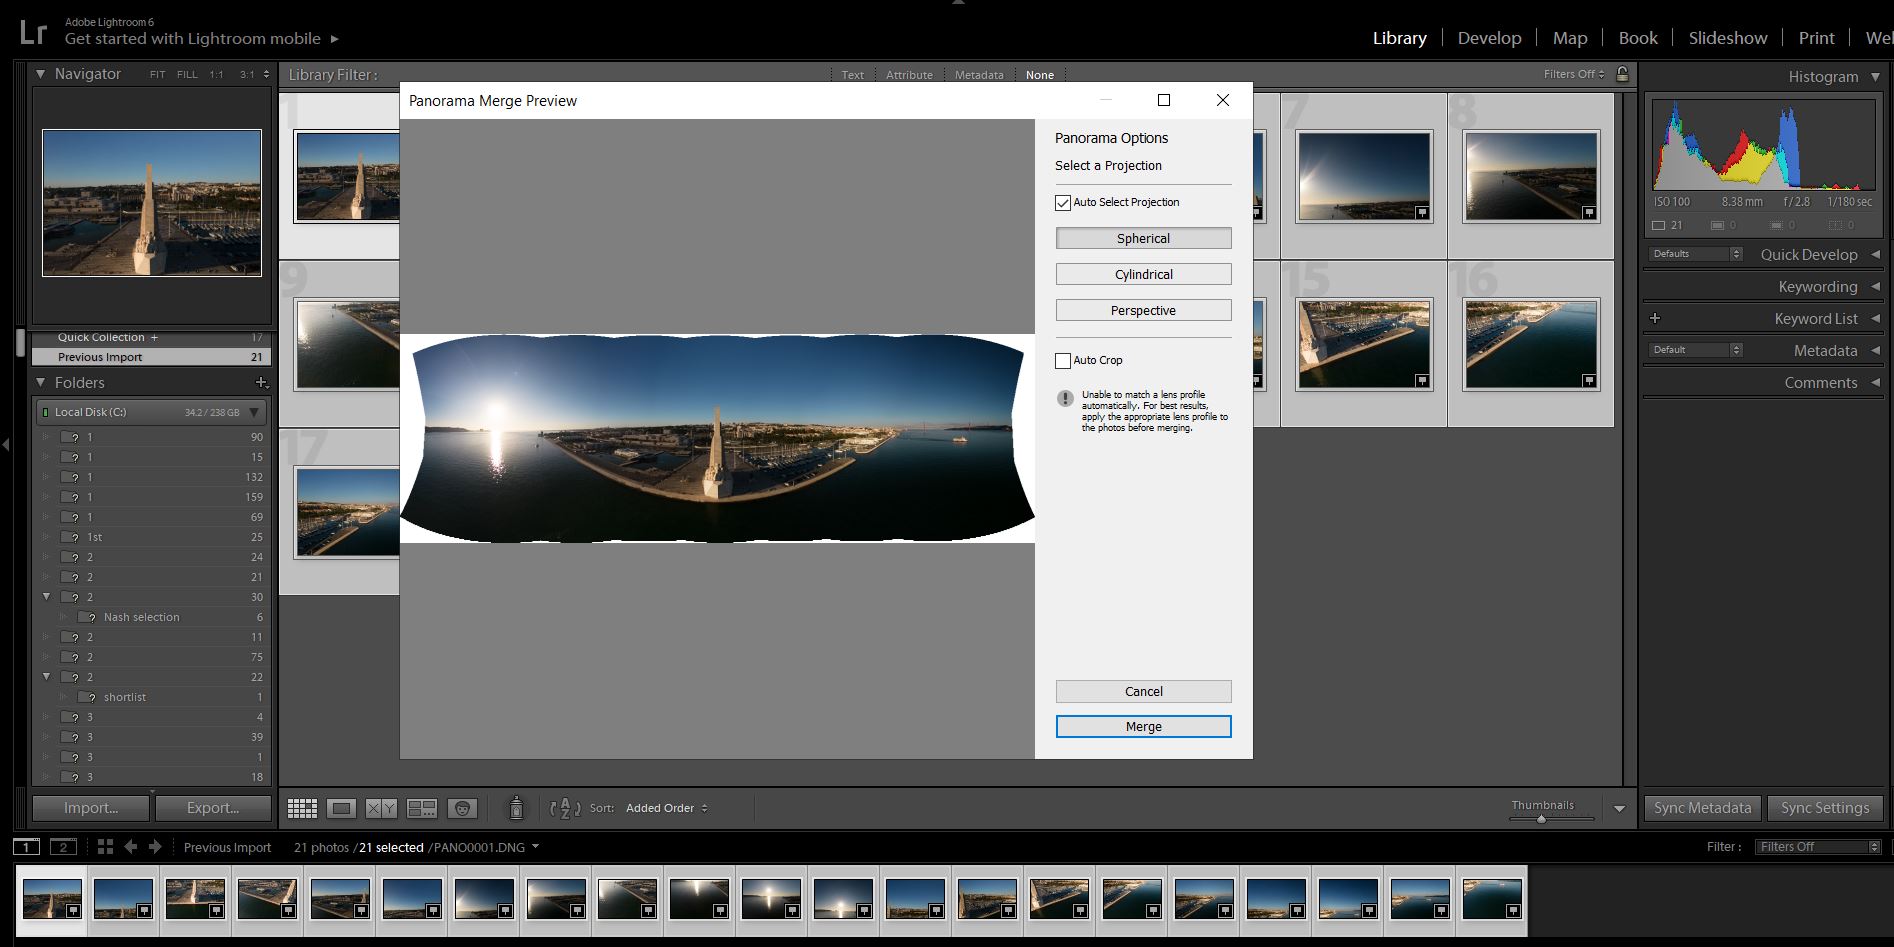 Lr
Adobe Lightroom 6
Get started with Lightroom mobile
Library
Develop
Map
Book
Slideshow
Print
Navigator
FIT
FILL
1:1
3:1
Library Filter :
Text
Attribute
Metadata
None
Filters Off
Histogram
ISO 100
8.38 mm
f / 2.8
1/180 sec
21
0
0
0
Defaults
Quick Develop
Keywording
Keyword List
Default
Metadata
Comments
1
7
8
9
15
16
17
Panorama Merge Preview
Panorama Options
Select a Projection
Auto Select Projection
Spherical
Cylindrical
Perspective
Auto Crop
Unable to match a lens profile
automatically. For best results,
apply the appropriate lens profile to
the photos before merging.
Cancel
Merge
Quick Collection +
17
Previous Import
21
Folders
Local Disk (C:)
34.2 / 238 GB
1 90
1 15
1 132
1 159
1 69
1st 25
2 24
2 21
2 30
Nash selection 6
2 11
2 75
2 22
shortlist 1
3 4
3 39
3 1
3 18
Import...
Export...
X Y
Sort: Added Order
Thumbnails
Sync Metadata
Sync Settings
1
2
Previous Import
21 photos / 21 selected / PANO0001.DNG
Filter :
Filters Off